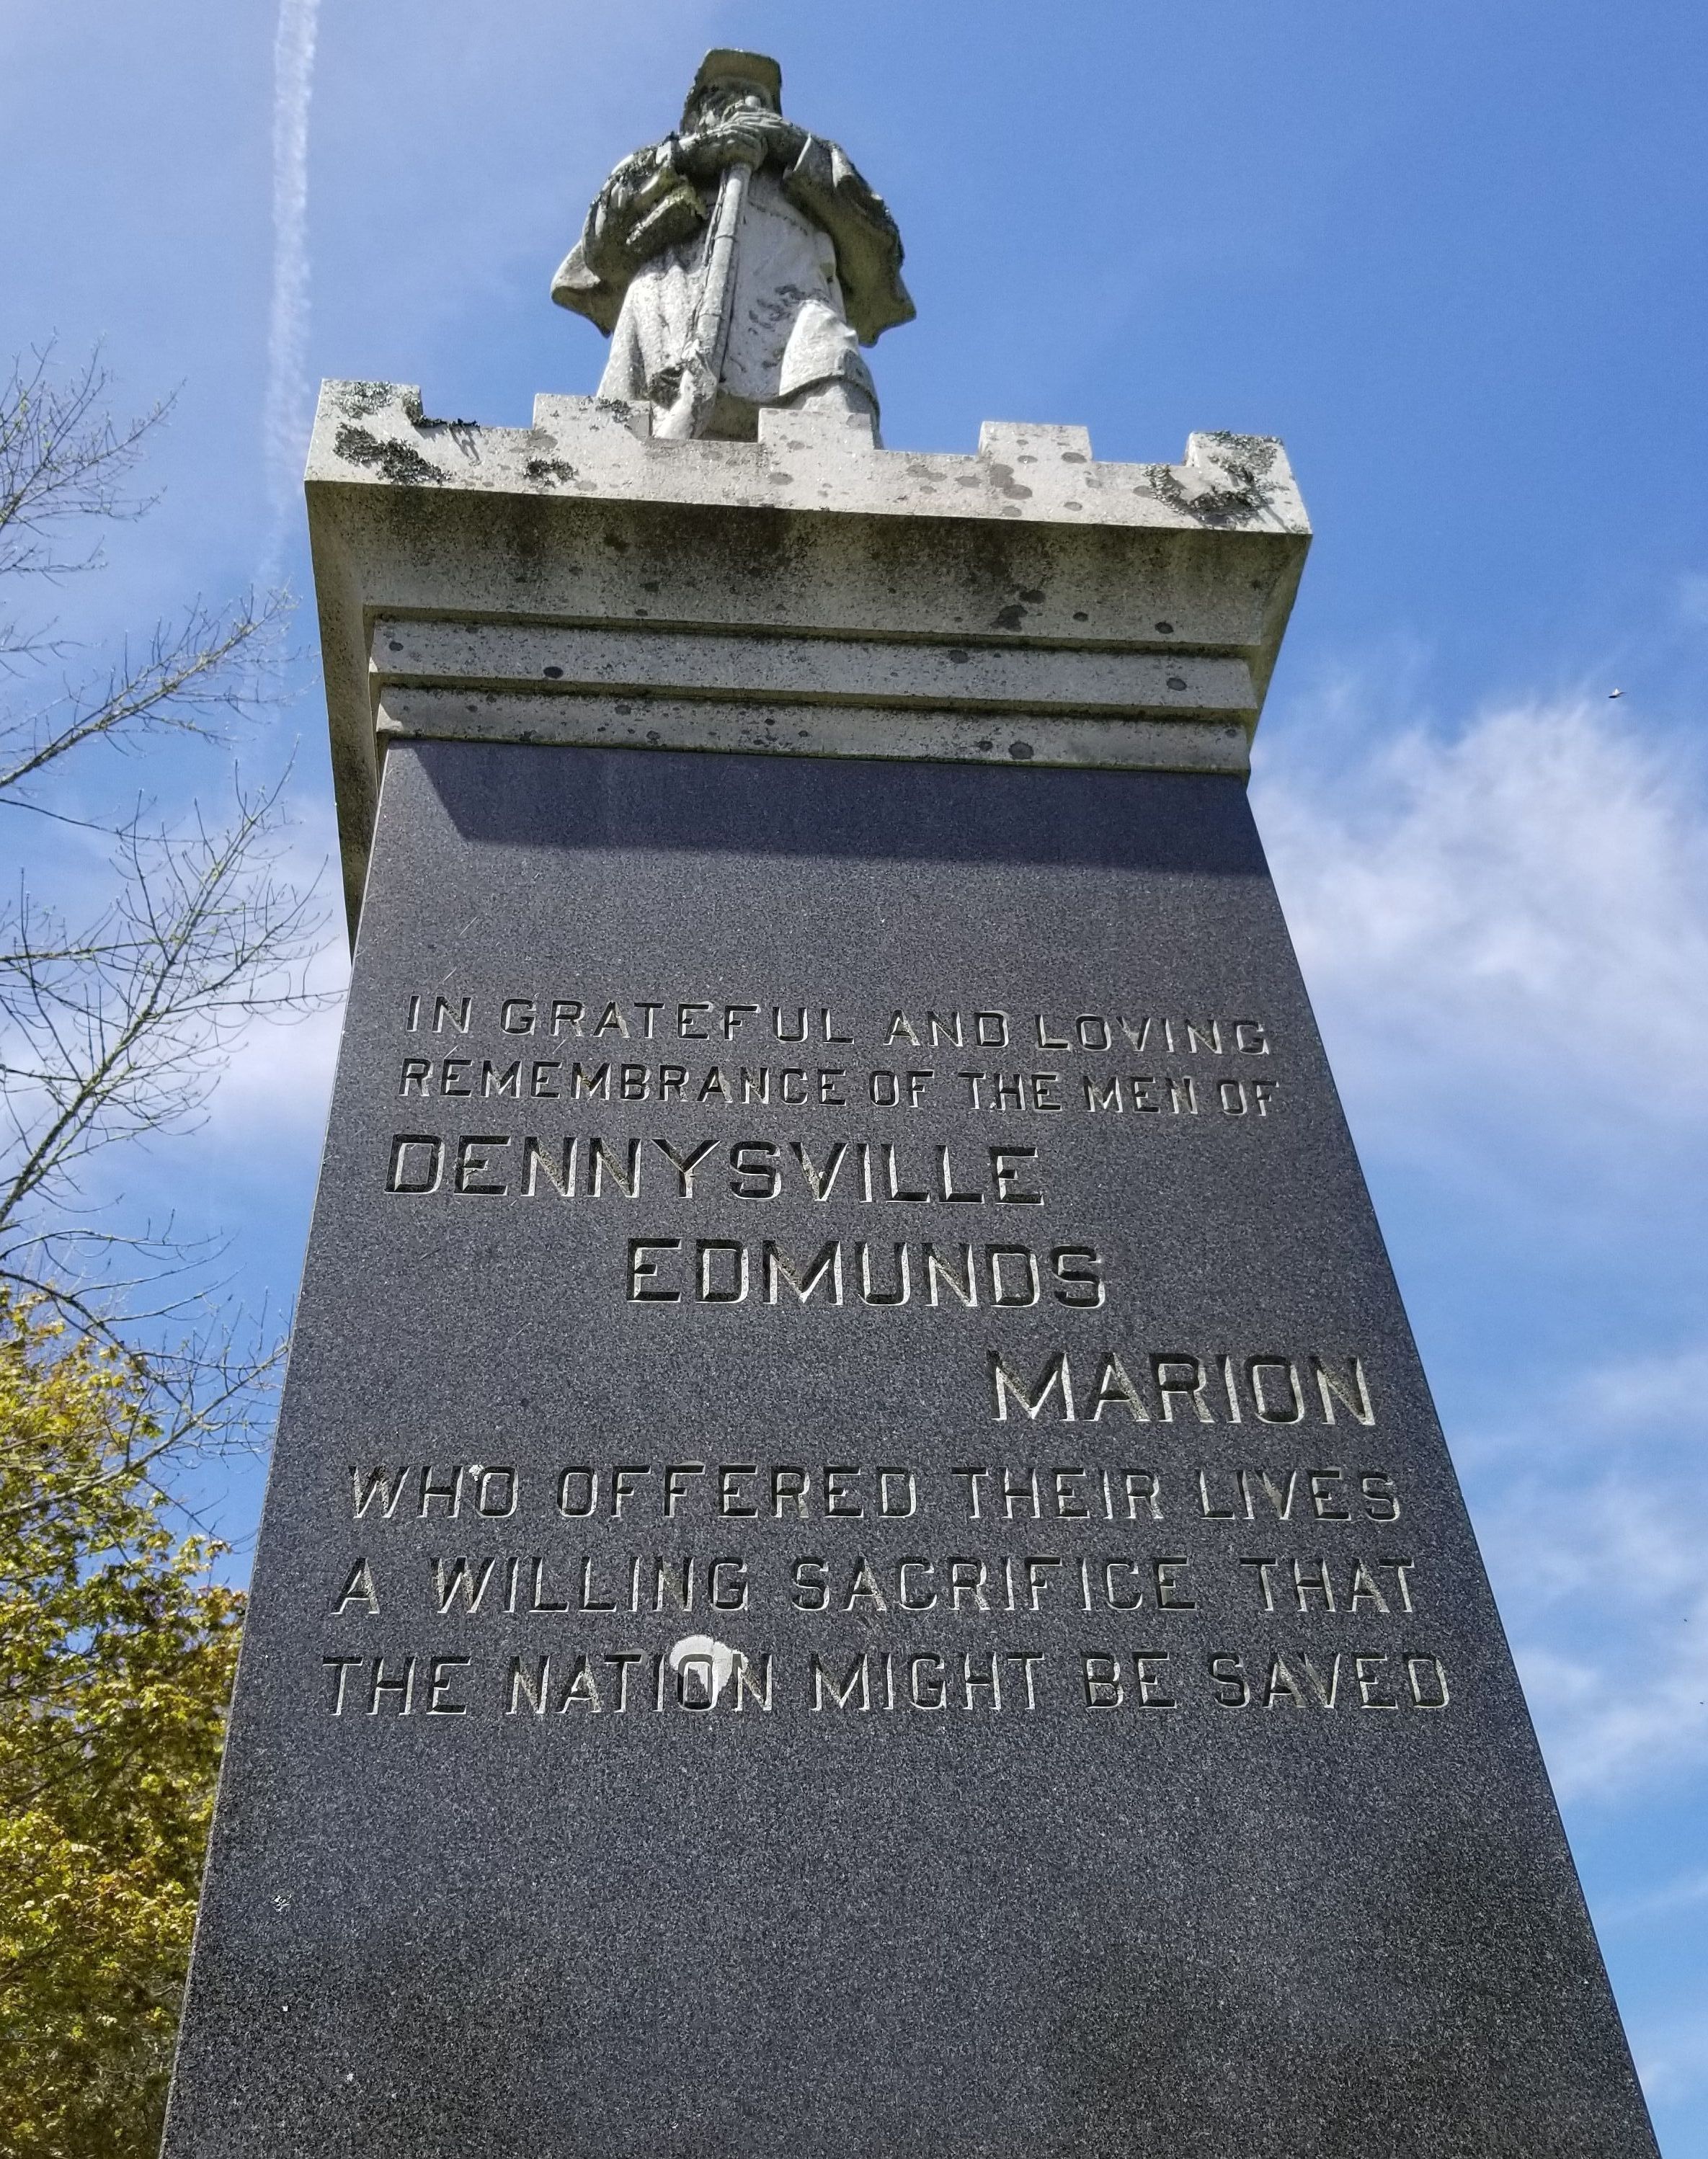 IN GRATEFUL AND LOVING
REMEMBRANCE OF THE MEN OF
DENNYSVILLE
EDMUNDS
MARION
WHO OFFERED THEIR LIVES
A WILLING SACRIFICE THAT
THE NATION MIGHT BE SAVED